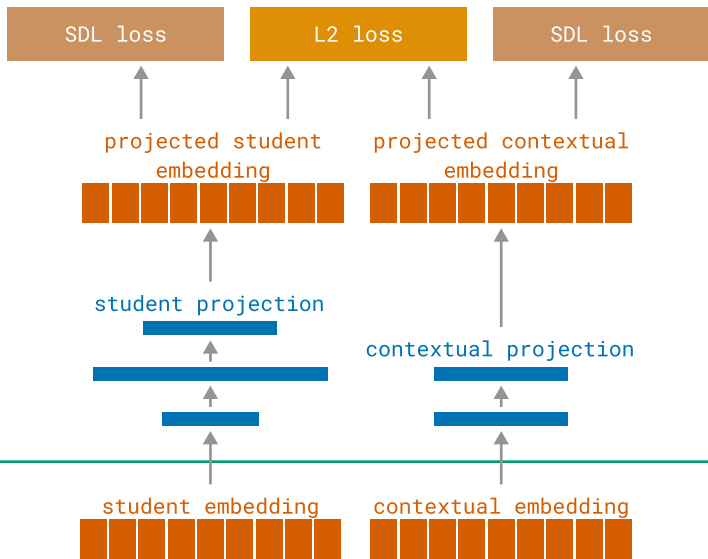 SDL loss
L2 loss
SDL loss
projected student
embedding
projected contextual
embedding
student projection
contextual projection
student embedding
contextual embedding